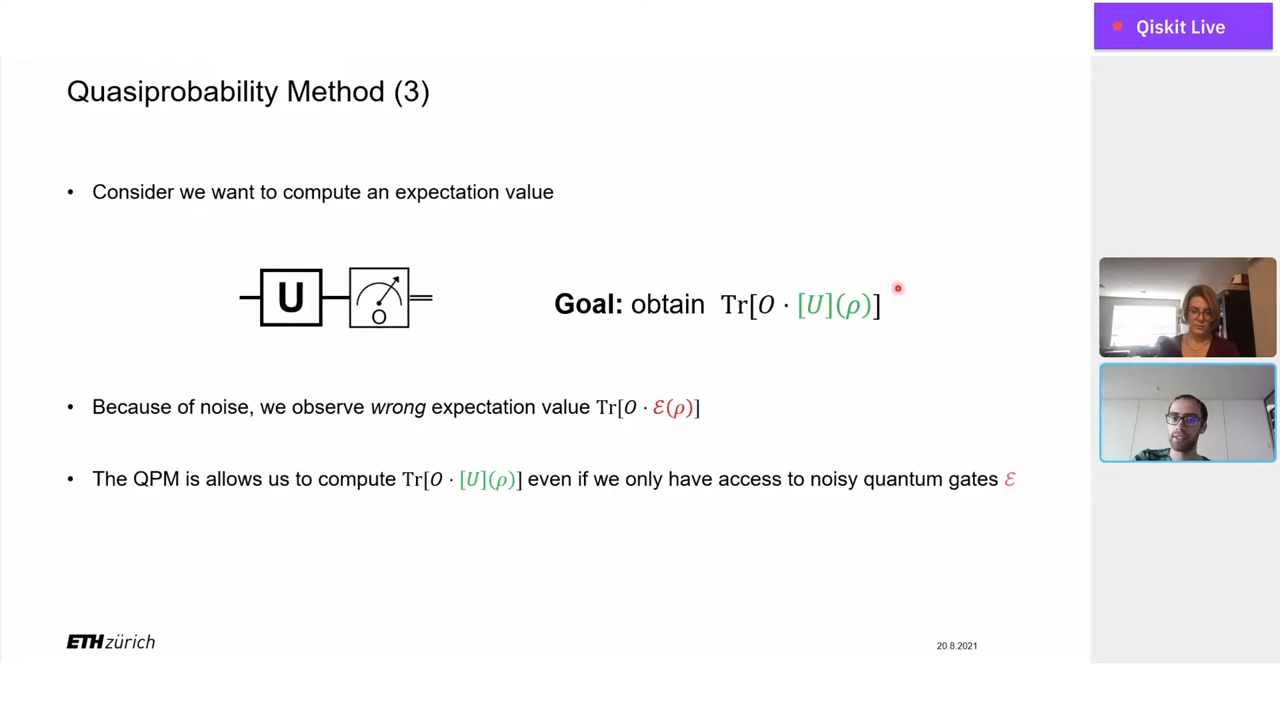 Qiskit Live
Quasiprobability Method (3)
• Consider we want to compute an expectation value
U
O
Goal: obtain Tr[O · [U](ρ)]
• Because of noise, we observe wrong expectation value Tr[O · ℰ(ρ)]
• The QPM is allows us to compute Tr[O · [U](ρ)] even if we only have access to noisy quantum gates ℰ
ETH zürich
20.8.2021